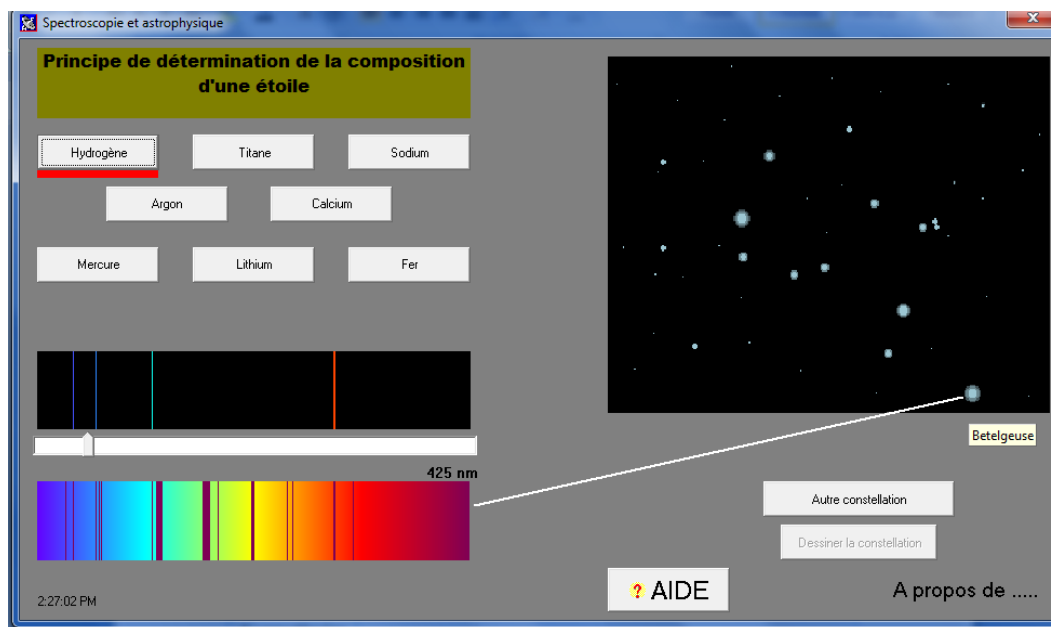 Spectroscopie et astrophysique
Principe de détermination de la composition
d'une étoile
Hydrogène
Titane
Sodium
Argon
Calcium
Mercure
Lithium
Fer
425 nm
2:27:02 PM
Betelgeuse
Autre constellation
Dessiner la constellation
? AIDE
A propos de .....